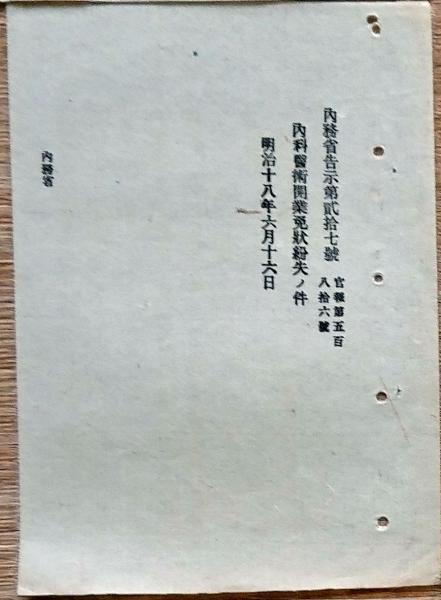 內務省告示第貳拾七號
官報第五百
八拾六號
內科醫術開業免狀紛失ノ件
明治十八年六月十六日
內務省